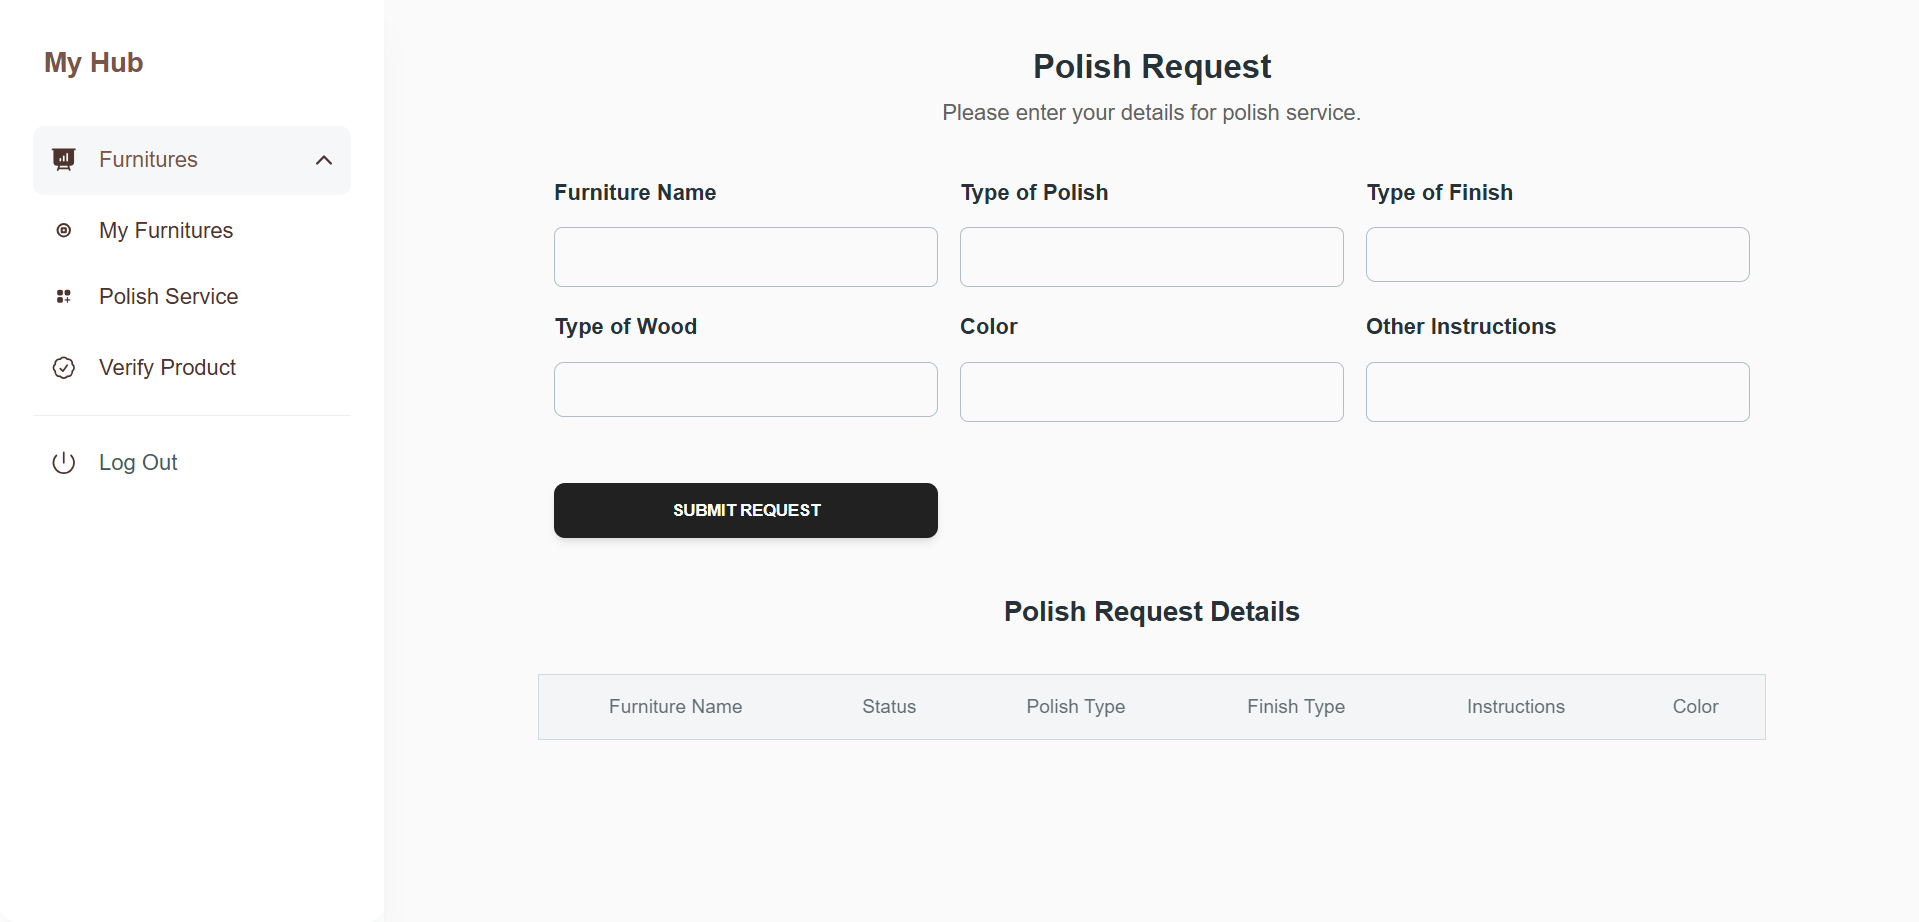 My Hub
Furnitures
My Furnitures
Polish Service
Verify Product
Log Out
Polish Request
Please enter your details for polish service.
Furniture Name
Type of Polish
Type of Finish
Type of Wood
Color
Other Instructions
SUBMIT REQUEST
Polish Request Details
Furniture Name Status Polish Type Finish Type Instructions Color